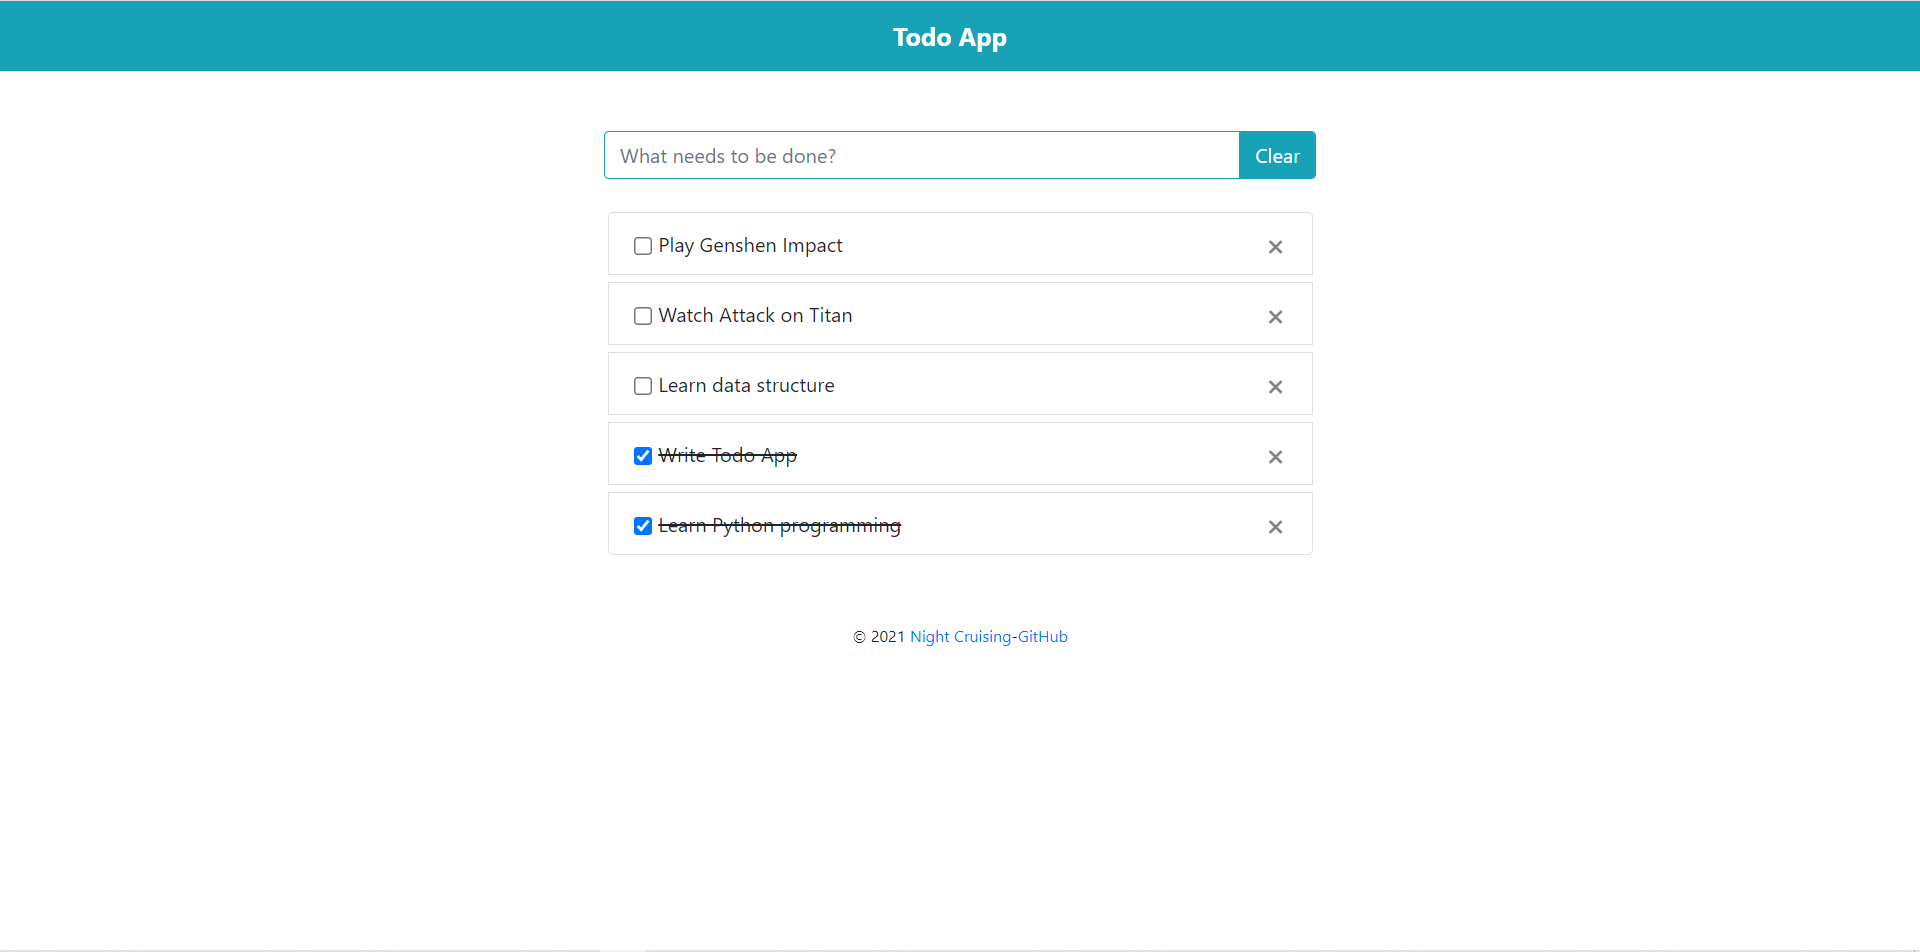 Todo App
What needs to be done?
Clear
Play Genshen Impact
Watch Attack on Titan
Learn data structure
Write Todo App
Learn Python programming
© 2021 Night Cruising-GitHub